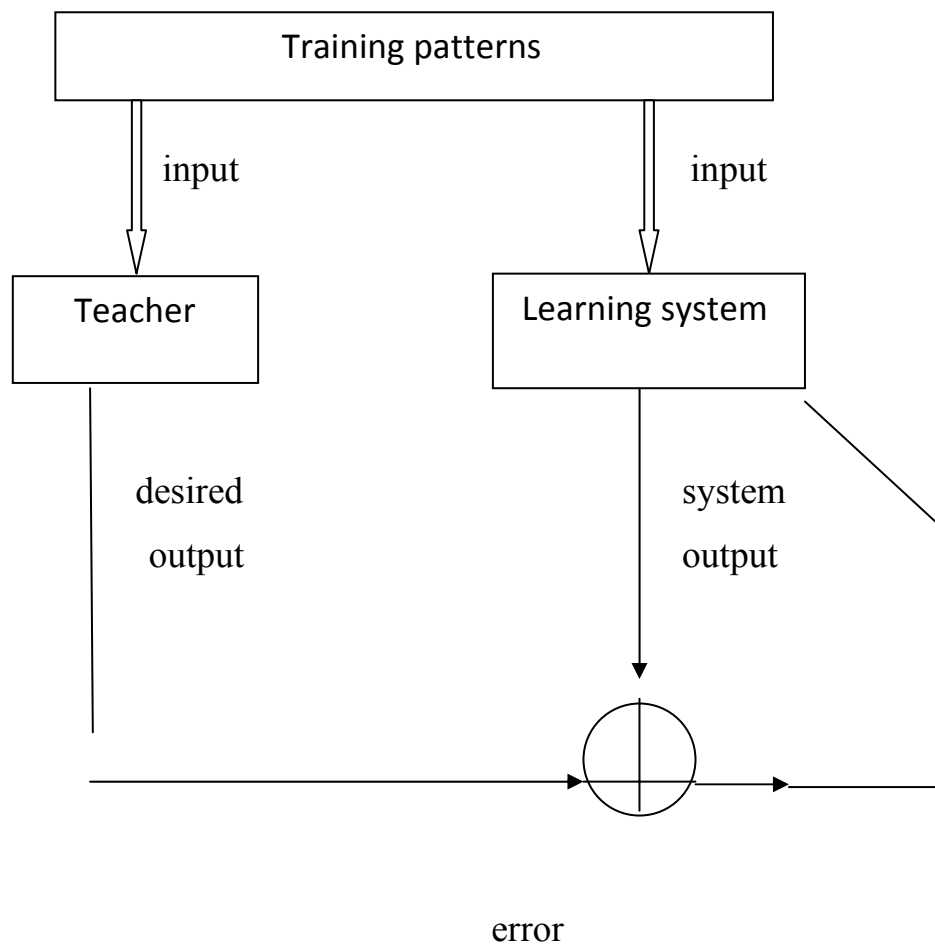 Training patterns
input
input
Teacher
Learning system
desired
output
system
output
error